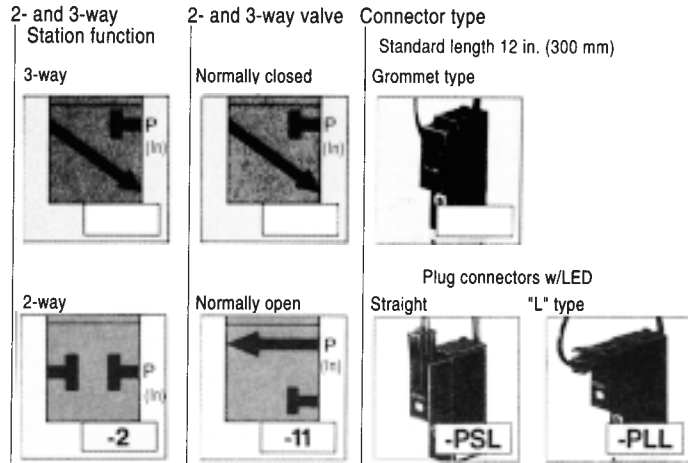 2- and 3-way
Station function
3-way
P
(In)
2-way
P
(In)
-2
2- and 3-way valve
Normally closed
P
(In)
Normally open
P
(In)
-11
Connector type
Standard length 12 in. (300 mm)
Grommet type
Plug connectors w/LED
Straight
"L" type
-PSL
-PLL